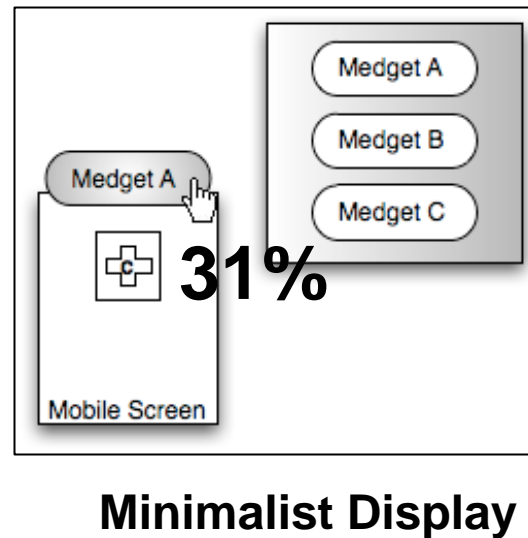 Medget A
Medget B
Medget C
Medget A
C
31%
Mobile Screen
Minimalist Display